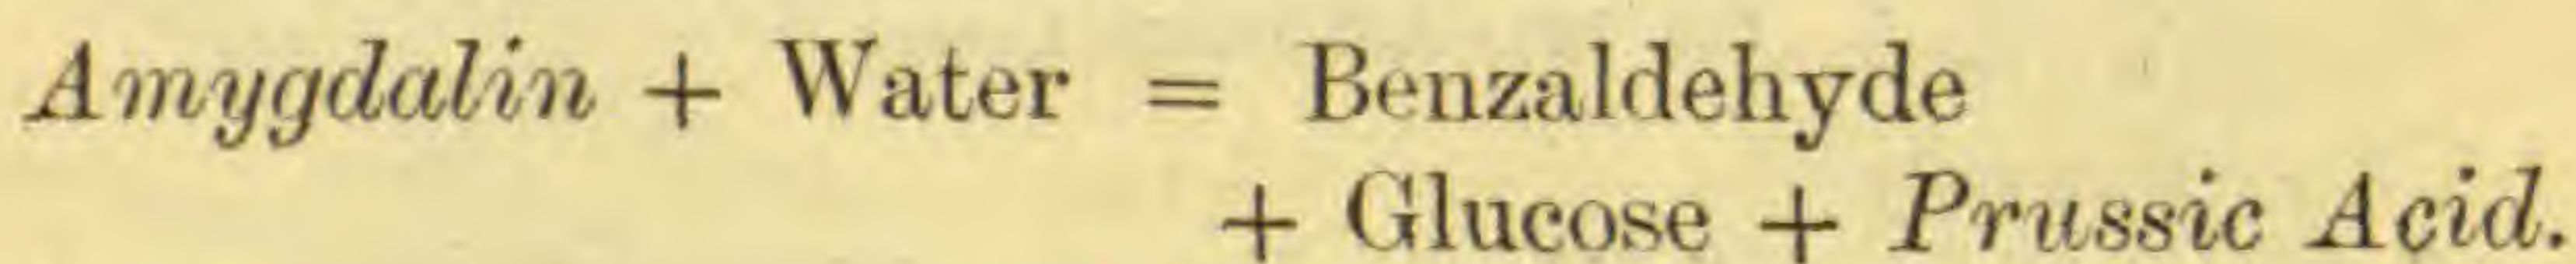 Amygdalin + Water = Benzaldehyde
+ Glucose + Prussic Acid.